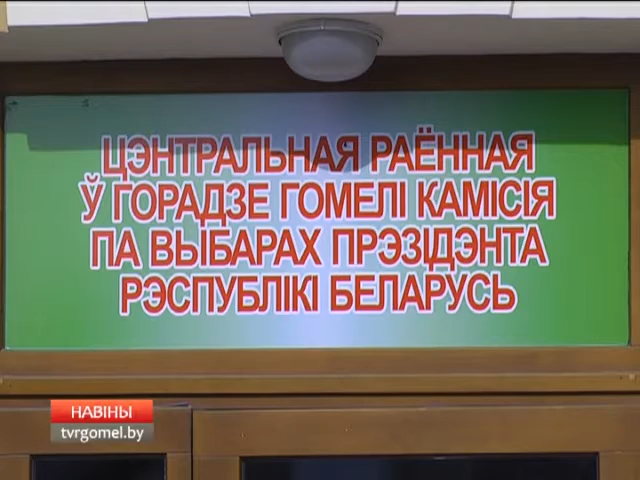 ЦЭНТРАЛЬНАЯ РАЁННАЯ
Ў ГОРАДЗЕ ГОМЕЛІ КАМІСІЯ
ПА ВЫБАРАХ ПРЭЗІДЭНТА
РЭСПУБЛІКІ БЕЛАРУСЬ
НАВІНЫ
tvrgomel.by